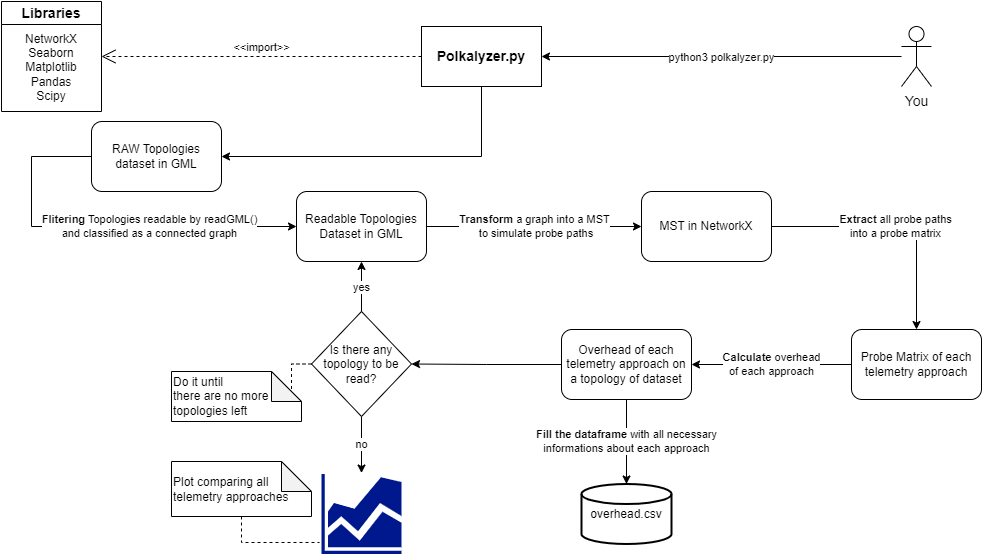 Libraries
NetworkX
Seaborn
Matplotlib
Pandas
Scipy
<<import>>
Polkalyzer.py
python3 polkalyzer.py
You
RAW Topologies
dataset in GML
Flitering Topologies readable by readGML()
and classified as a connected graph
Readable Topologies
Dataset in GML
Transform a graph into a MST
to simulate probe paths
MST in NetworkX
Extract all probe paths
into a probe matrix
yes
Is there any
topology to be
read?
Overhead of each
telemetry approach on
a topology of dataset
Calculate overhead
of each approach
Probe Matrix of each
telemetry approach
Do it until
there are no more
topologies left
no
Fill the dataframe with all necessary
informations about each approach
Plot comparing all
telemetry approaches
overhead.csv